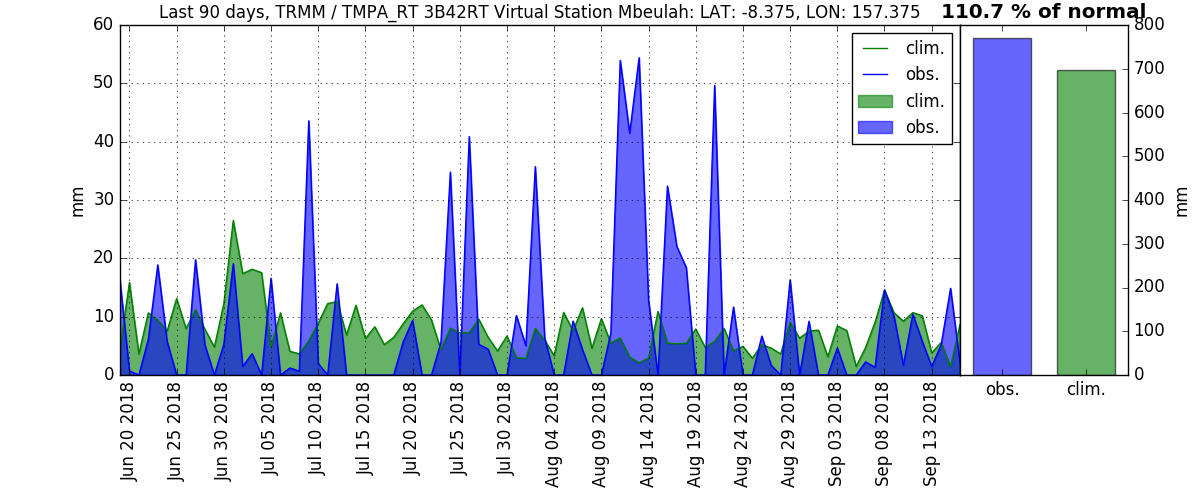 Last 90 days, TRMM / TMPA_RT 3B42RT Virtual Station Mbeulah: LAT: -8.375, LON: 157.375
110.7 % of normal
60
50
40
30
20
10
0
mm
clim.
obs.
clim.
obs.
Jun 20 2018
Jun 25 2018
Jun 30 2018
Jul 05 2018
Jul 10 2018
Jul 15 2018
Jul 20 2018
Jul 25 2018
Jul 30 2018
Aug 04 2018
Aug 09 2018
Aug 14 2018
Aug 19 2018
Aug 24 2018
Aug 29 2018
Sep 03 2018
Sep 08 2018
Sep 13 2018
800
700
600
500
400
300
200
100
0
mm
obs.
clim.